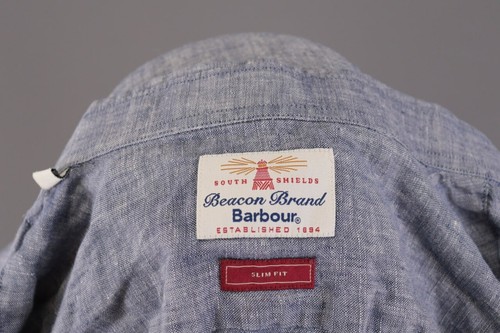 SOUTH SHIELDS
Beacon Brand
Barbour®
ESTABLISHED 1894
SLIM FIT